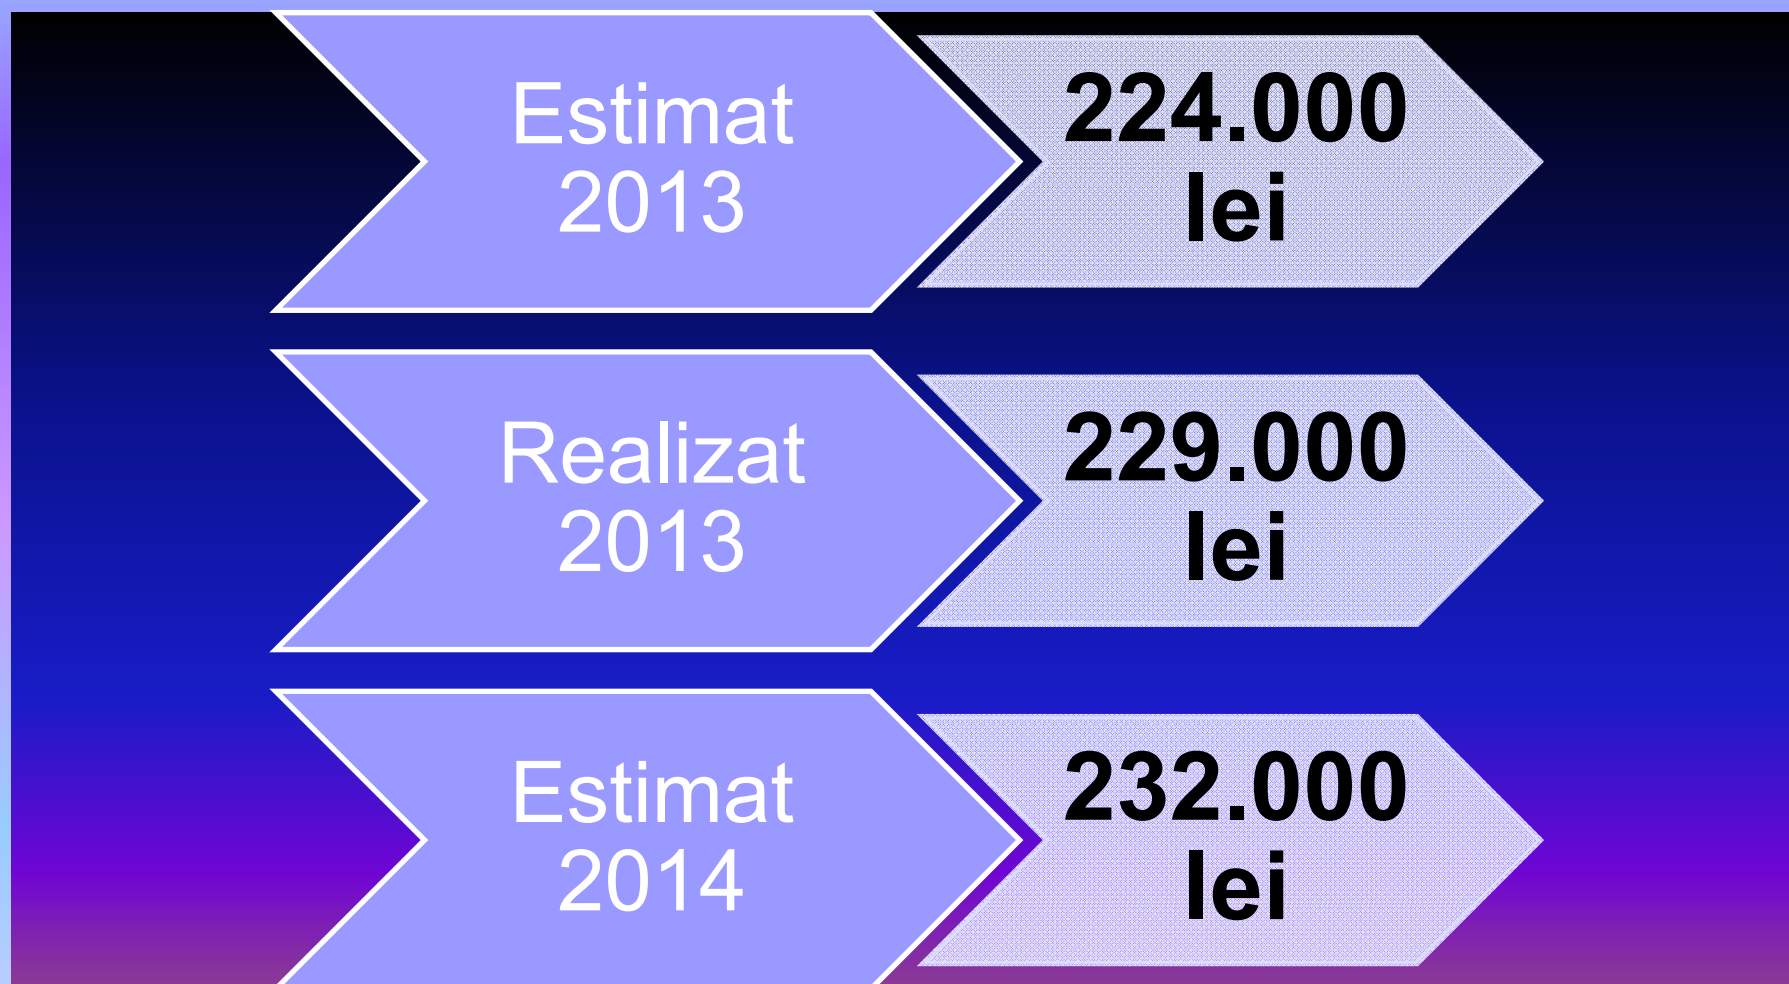 Estimat
2013
224.000
lei
Realizat
2013
229.000
lei
Estimat
2014
232.000
lei